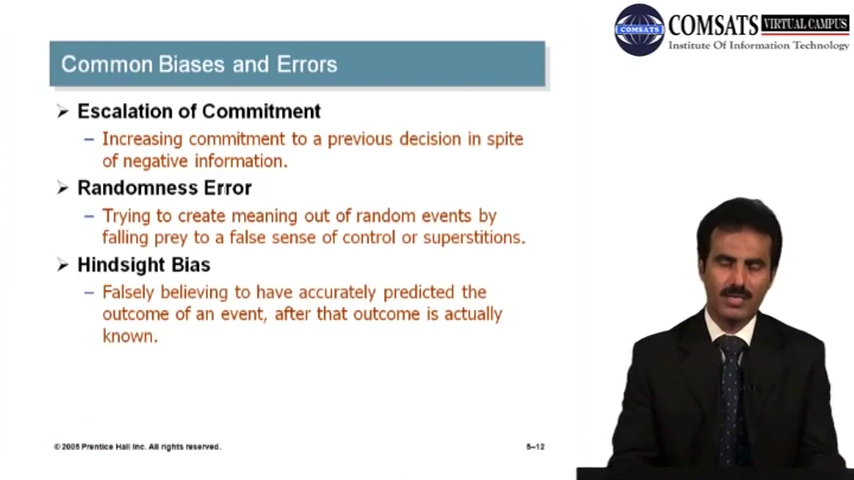 COMSATS VIRTUAL CAMPUS
Institute Of Information Technology
COMSATS
Common Biases and Errors
➢ Escalation of Commitment
– Increasing commitment to a previous decision in spite
of negative information.
➢ Randomness Error
– Trying to create meaning out of random events by
falling prey to a false sense of control or superstitions.
➢ Hindsight Bias
– Falsely believing to have accurately predicted the
outcome of an event, after that outcome is actually
known.
© 2005 Prentice Hall Inc. All rights reserved.
5–12